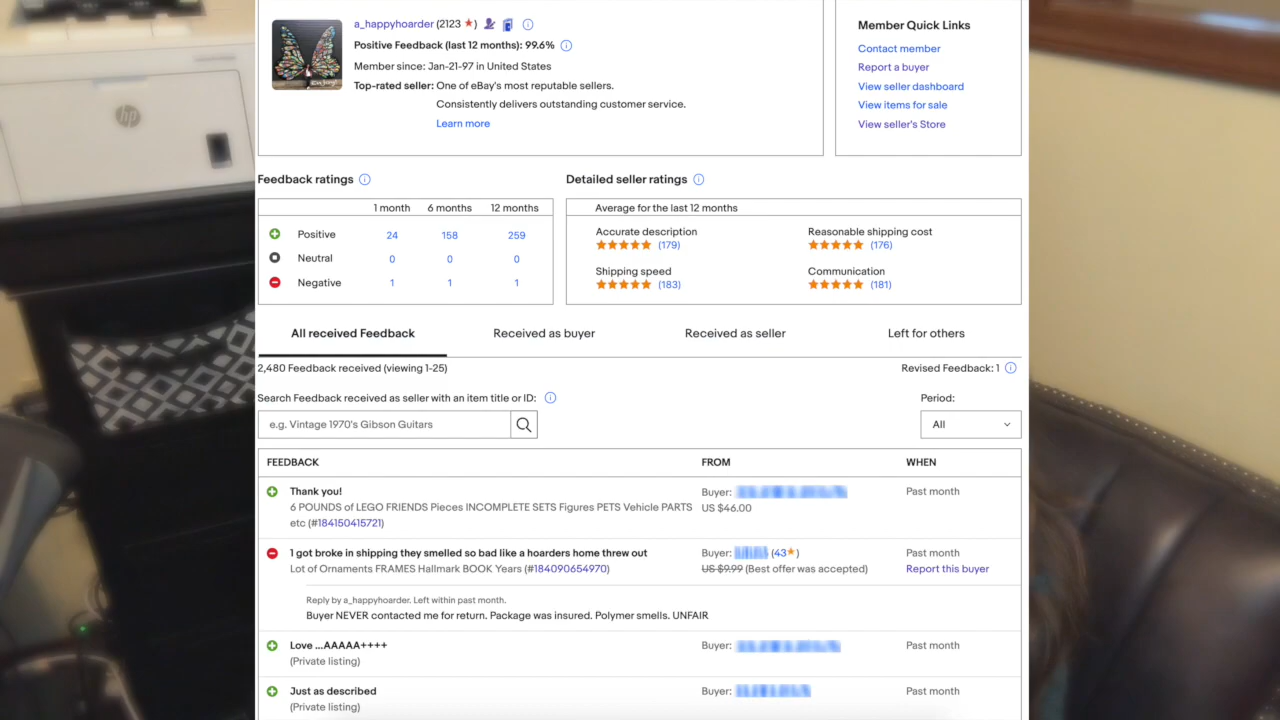 hp
a_happyhoarder (2123 ★)
Positive Feedback (last 12 months): 99.6%
Member since: Jan-21-97 in United States
Top-rated seller: One of eBay's most reputable sellers.
Consistently delivers outstanding customer service.
Learn more
Member Quick Links
Contact member
Report a buyer
View seller dashboard
View items for sale
View seller's Store
Feedback ratings
1 month 6 months 12 months
Positive 24 158 259
Neutral 0 0 0
Negative 1 1 1
Detailed seller ratings
Average for the last 12 months
Accurate description
★★★★★ (179)
Reasonable shipping cost
★★★★★ (176)
Shipping speed
★★★★★ (183)
Communication
★★★★★ (181)
All received Feedback Received as buyer Received as seller Left for others
2,480 Feedback received (viewing 1-25) Revised Feedback: 1
Search Feedback received as seller with an item title or ID:
Period:
e.g. Vintage 1970's Gibson Guitars
All
FEEDBACK FROM WHEN
Thank you! Buyer: Past month
6 POUNDS of LEGO FRIENDS Pieces INCOMPLETE SETS Figures PETS Vehicle PARTS US $46.00
etc (#184150415721)
1 got broke in shipping they smelled so bad like a hoarders home threw out Buyer: (43★) Past month
Lot of Ornaments FRAMES Hallmark BOOK Years (#184090654970) US $9.99 (Best offer was accepted) Report this buyer
Reply by a_happyhoarder. Left within past month.
Buyer NEVER contacted me for return. Package was insured. Polymer smells. UNFAIR
Love ...AAAAA++++ Buyer: Past month
(Private listing)
Just as described Buyer: Past month
(Private listing)